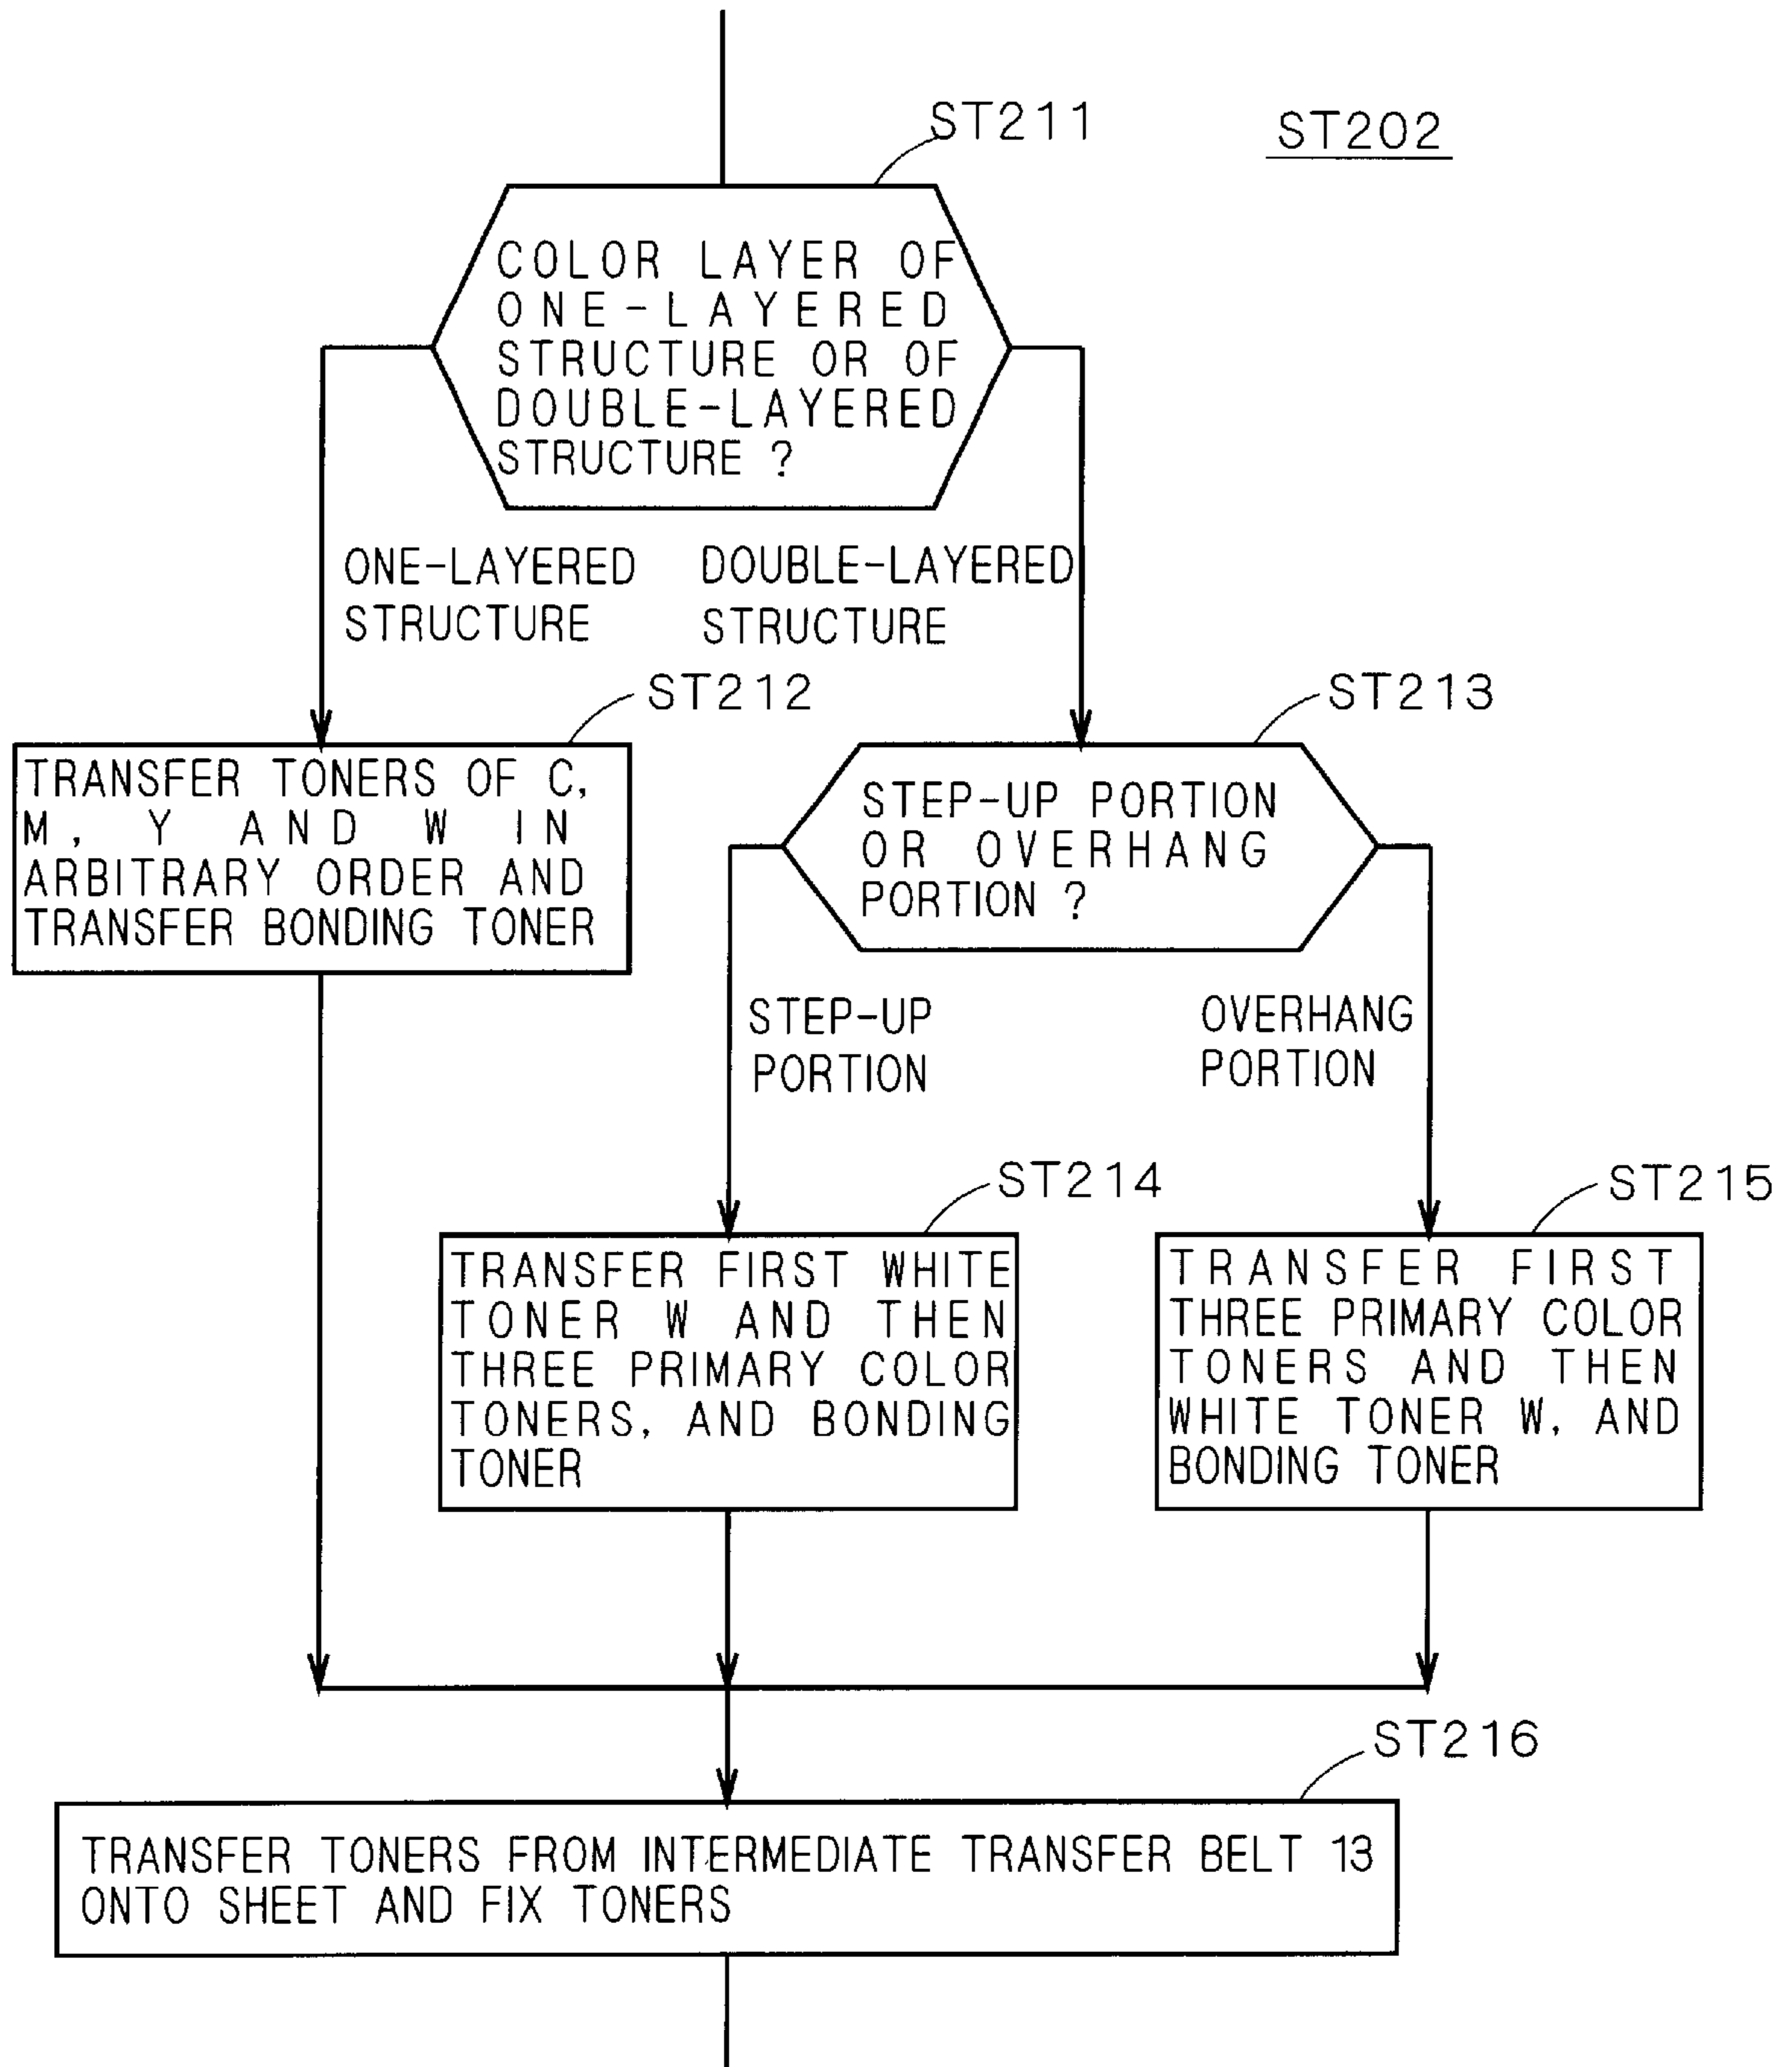 ST211
ST202
COLOR LAYER OF
ONE-LAYERED
STRUCTURE OR OF
DOUBLE-LAYERED
STRUCTURE ?
ONE-LAYERED
STRUCTURE
DOUBLE-LAYERED
STRUCTURE
ST212
ST213
TRANSFER TONERS OF C,
M, Y AND W IN
ARBITRARY ORDER AND
TRANSFER BONDING TONER
STEP-UP PORTION
OR OVERHANG
PORTION ?
STEP-UP
PORTION
OVERHANG
PORTION
ST214
ST215
TRANSFER FIRST WHITE
TONER W AND THEN
THREE PRIMARY COLOR
TONERS, AND BONDING
TONER
TRANSFER FIRST
THREE PRIMARY COLOR
TONERS AND THEN
WHITE TONER W, AND
BONDING TONER
ST216
TRANSFER TONERS FROM INTERMEDIATE TRANSFER BELT 13
ONTO SHEET AND FIX TONERS